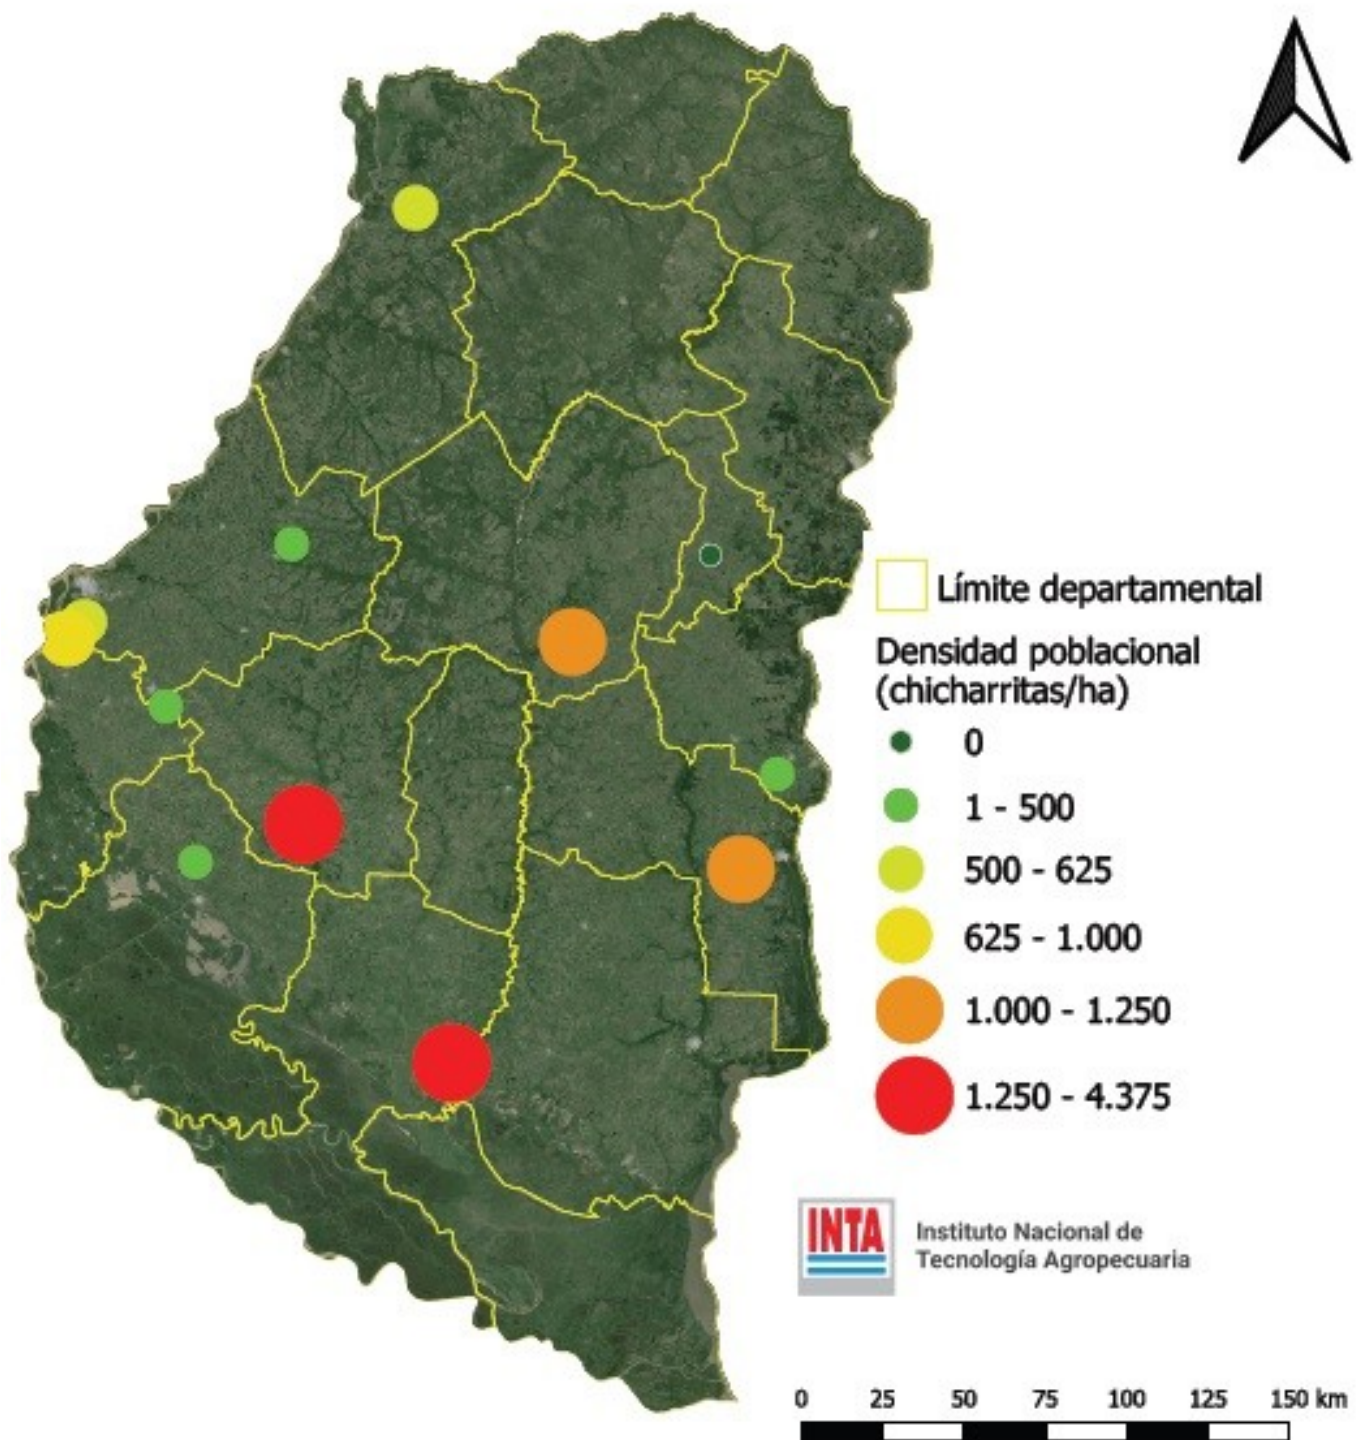 Límite departamental
Densidad poblacional
(chicharritas/ha)
0
1 - 500
500 - 625
625 - 1.000
1.000 - 1.250
1.250 - 4.375
INTA
Instituto Nacional de
Tecnología Agropecuaria
0 25 50 75 100 125 150 km